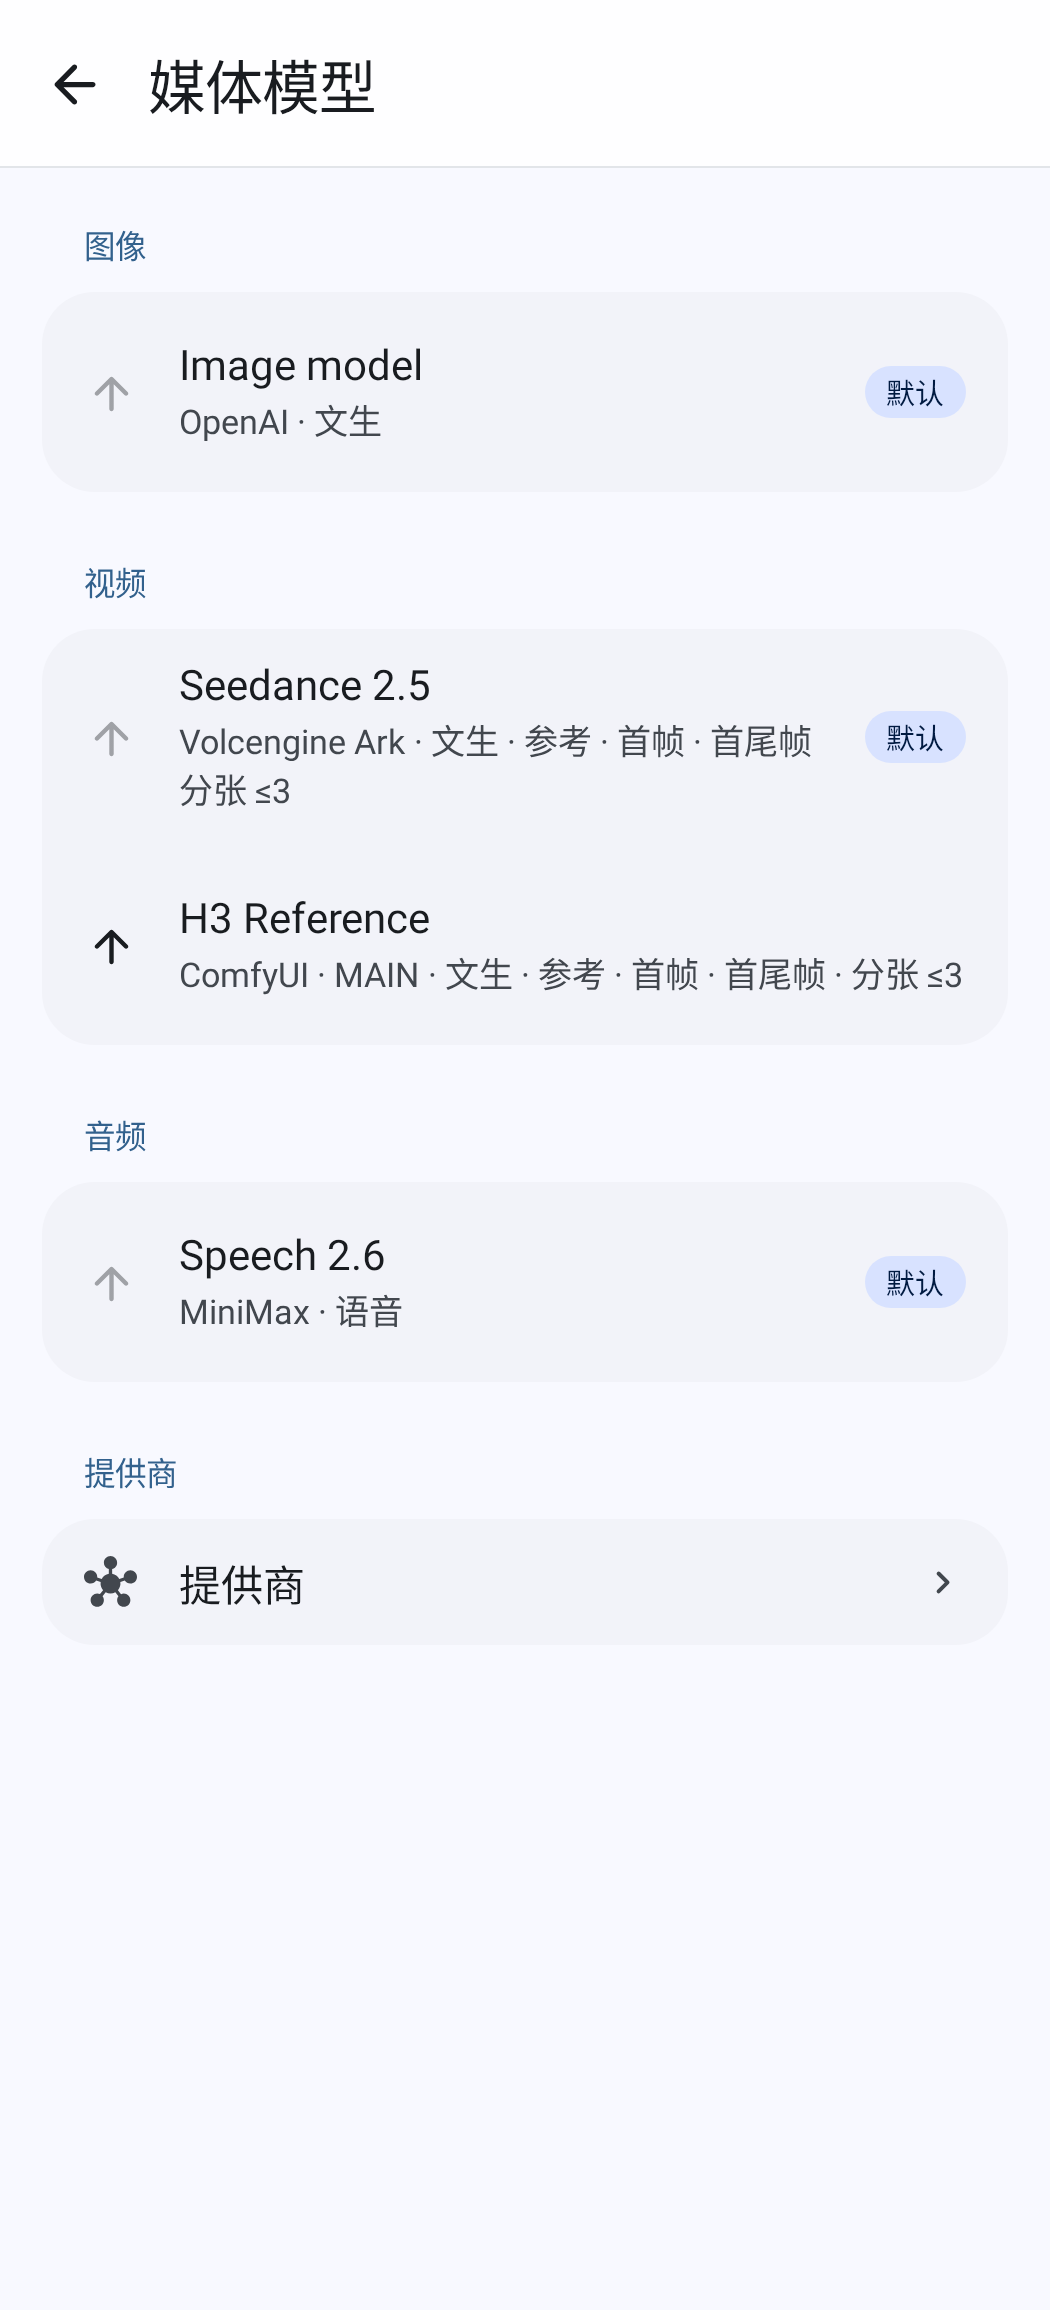 媒体模型
图像
Image model
OpenAI · 文生
默认
视频
Seedance 2.5
Volcengine Ark · 文生 · 参考 · 首帧 · 首尾帧
分张 ≤3
默认
H3 Reference
ComfyUI · MAIN · 文生 · 参考 · 首帧 · 首尾帧 · 分张 ≤3
音频
Speech 2.6
MiniMax · 语音
默认
提供商
提供商